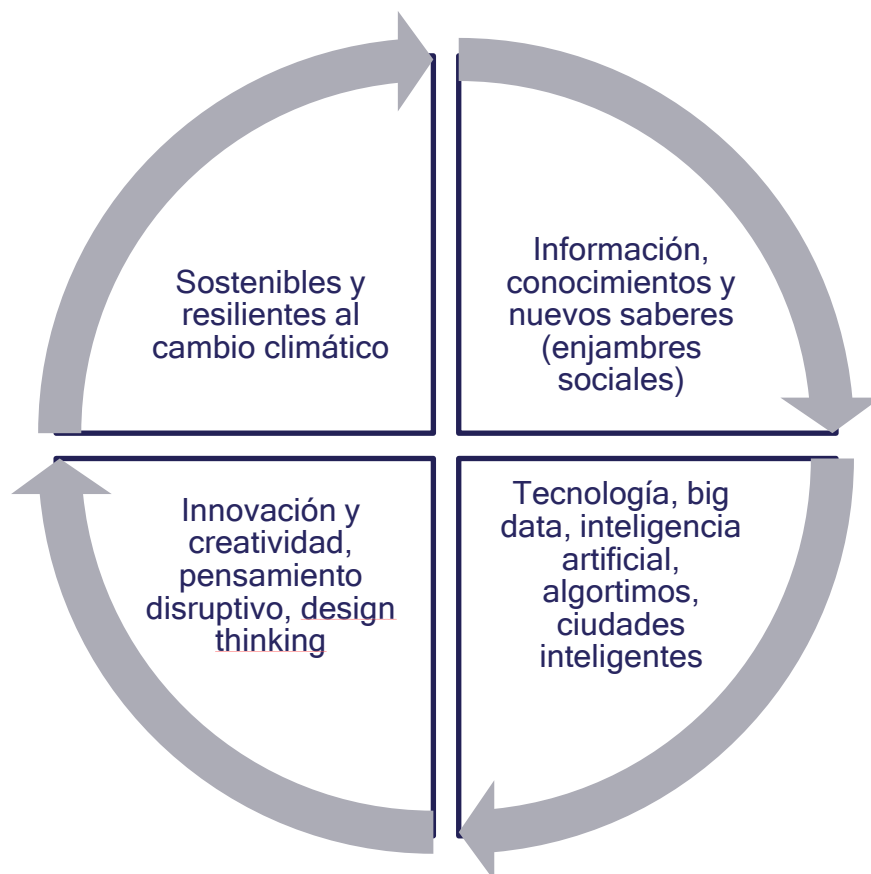 Sostenibles y
resilientes al
cambio climático
Información,
conocimientos y
nuevos saberes
(enjambres
sociales)
Innovación y
creatividad,
pensamiento
disruptivo, design
thinking
Tecnología, big
data, inteligencia
artificial,
algortimos,
ciudades
inteligentes